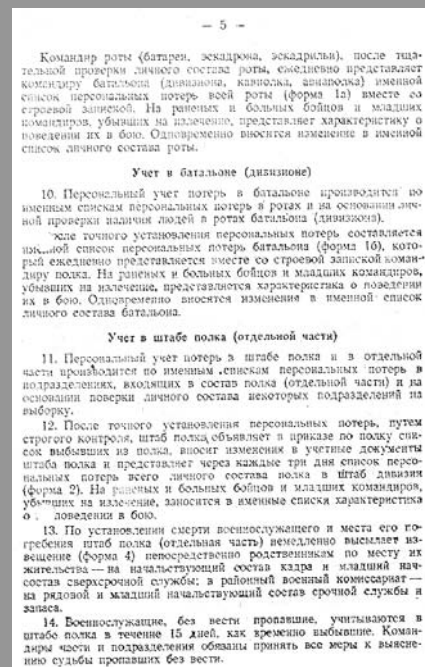 — 5 —
Командир роты (батареи, эскадрона, эскадрильи), после тща-
тельной проверки личного состава роты, ежедневно представляет
командиру батальона (дивизиона, кавполка, авиаполка) именной
список персональных потерь всей роты (форма 1а) вместе со
строевой запиской. На раненых и больных бойцов и младших
командиров, убывших на излечение, представляет характеристику о
поведении их в бою. Одновременно вносятся изменение в именной
список личного состава роты.
Учет в батальоне (дивизионе)
10. Персональный учет потерь в батальоне производится по
именным спискам персональных потерь в ротах и на основании лич-
ной проверки наличия людей в ротах батальона (дивизиона).
После точного установления персональных потерь составляется
именной список персональных потерь батальона (форма 1б), кото-
рый ежедневно представляется вместе со строевой запиской коман-
диру полка. На раненых и больных бойцов и младших командиров,
убывших на излечение, представляется характеристика о поведении
их в бою. Одновременно вносятся изменения в именной список
личного состава батальона.
Учет в штабе полка (отдельной части)
11. Персональный учет потерь в штабе полка и в отдельной
части производится по именным спискам персональных потерь в
подразделениях, входящих в состав полка (отдельной части) и на
основании поверки личного состава некоторых подразделений на
выборку.
12. После точного установления персональных потерь, путем
строгого контроля, штаб полка объявляет в приказе по полку спи-
сок выбывших из полка, вносит изменения в учетные документы
штаба полка и представляет через каждые три дня список персо-
нальных потерь всего личного состава полка в штаб дивизии
(форма 2). На раненых и больных бойцов и младших командиров,
убывших на излечение, заносится в именные списки характеристика
о поведении в бою.
13. По установлении смерти военнослужащего и места его по-
гребения штаб полка (отдельная часть) немедленно высылает из-
вещение (форма 4) непосредственно родственникам по месту их
жительства — на начальствующий состав кадра и младший нач-
состав сверхсрочной службы; в районный военный комиссариат —
на рядовой и младший начальствующий состав срочной службы и
запаса.
14. Военнослужащие, без вести пропавшие, учитываются в
штабе полка в течение 15 дней, как временно выбывшие. Коман-
диры части и подразделения обязаны принять все меры к выясне-
нию судьбы пропавших без вести.